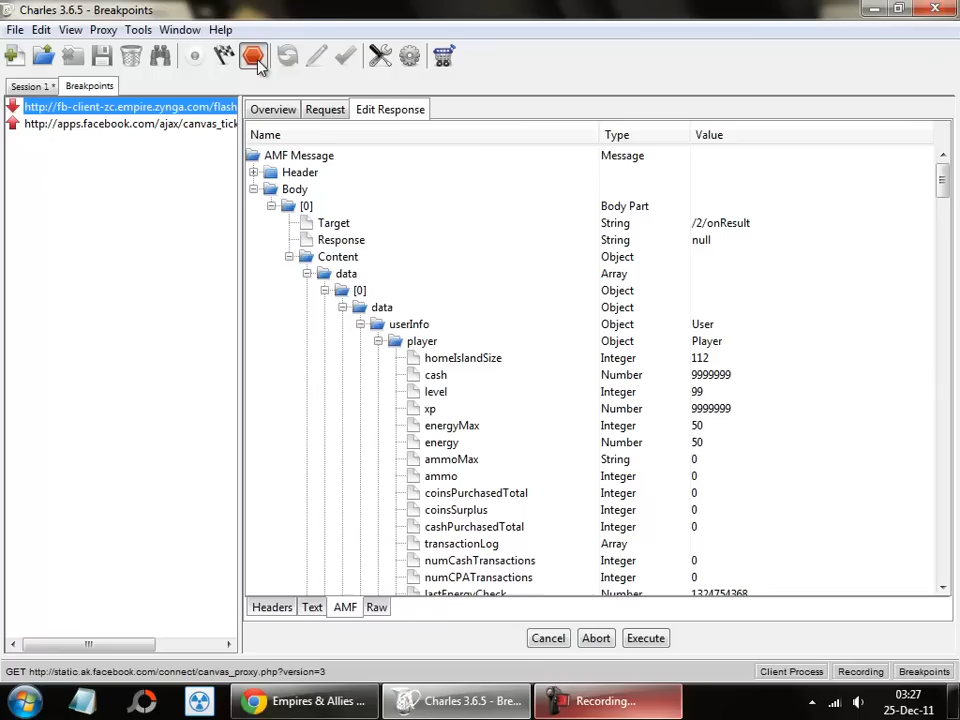 Charles 3.6.5 - Breakpoints
File Edit View Proxy Tools Window Help
Session 1 * Breakpoints
http://fb-client-zc.empire.zynga.com/flash
http://apps.facebook.com/ajax/canvas_tick
Overview Request Edit Response
Name Type Value
AMF Message Message
Header
Body
[0] Body Part
Target String /2/onResult
Response String null
Content Object
data Array
[0] Object
data Object
userInfo Object User
player Object Player
homeIslandSize Integer 112
cash Number 9999999
level Integer 99
xp Number 9999999
energyMax Integer 50
energy Number 50
ammoMax String 0
ammo Integer 0
coinsPurchasedTotal Integer 0
coinsSurplus Integer 0
cashPurchasedTotal Integer 0
transactionLog Array
numCashTransactions Integer 0
numCPATransactions Integer 0
lastEnergyCheck Number 1324754368
Headers Text AMF Raw
Cancel Abort Execute
GET http://static.ak.facebook.com/connect/canvas_proxy.php?version=3 Client Process Recording Breakpoints
Empires & Allies ... Charles 3.6.5 - Bre... Recording...
03:27
25-Dec-11